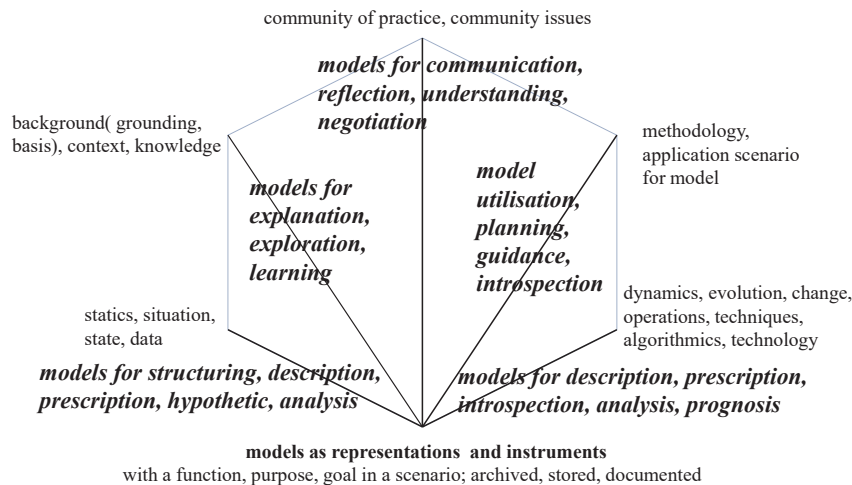 community of practice, community issues
models for communication,
reflection, understanding,
negotiation
background( grounding,
basis), context, knowledge
methodology,
application scenario
for model
models for
explanation,
exploration,
learning
model
utilisation,
planning,
guidance,
introspection
statics, situation,
state, data
dynamics, evolution, change,
operations, techniques,
algorithmics, technology
models for structuring, description,
prescription, hypothetic, analysis
models for description, prescription,
introspection, analysis, prognosis
models as representations and instruments
with a function, purpose, goal in a scenario; archived, stored, documented